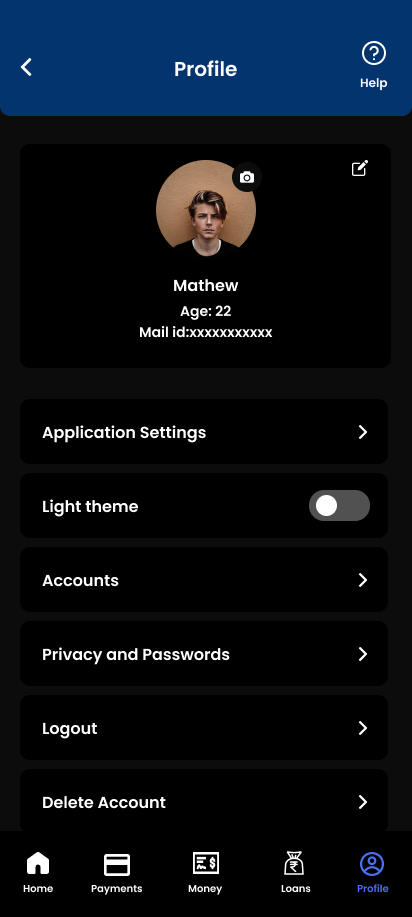 Profile
Help
Mathew
Age: 22
Mail id:xxxxxxxxxxx
Application Settings
Light theme
Accounts
Privacy and Passwords
Logout
Delete Account
Home
Payments
Money
Loans
Profile